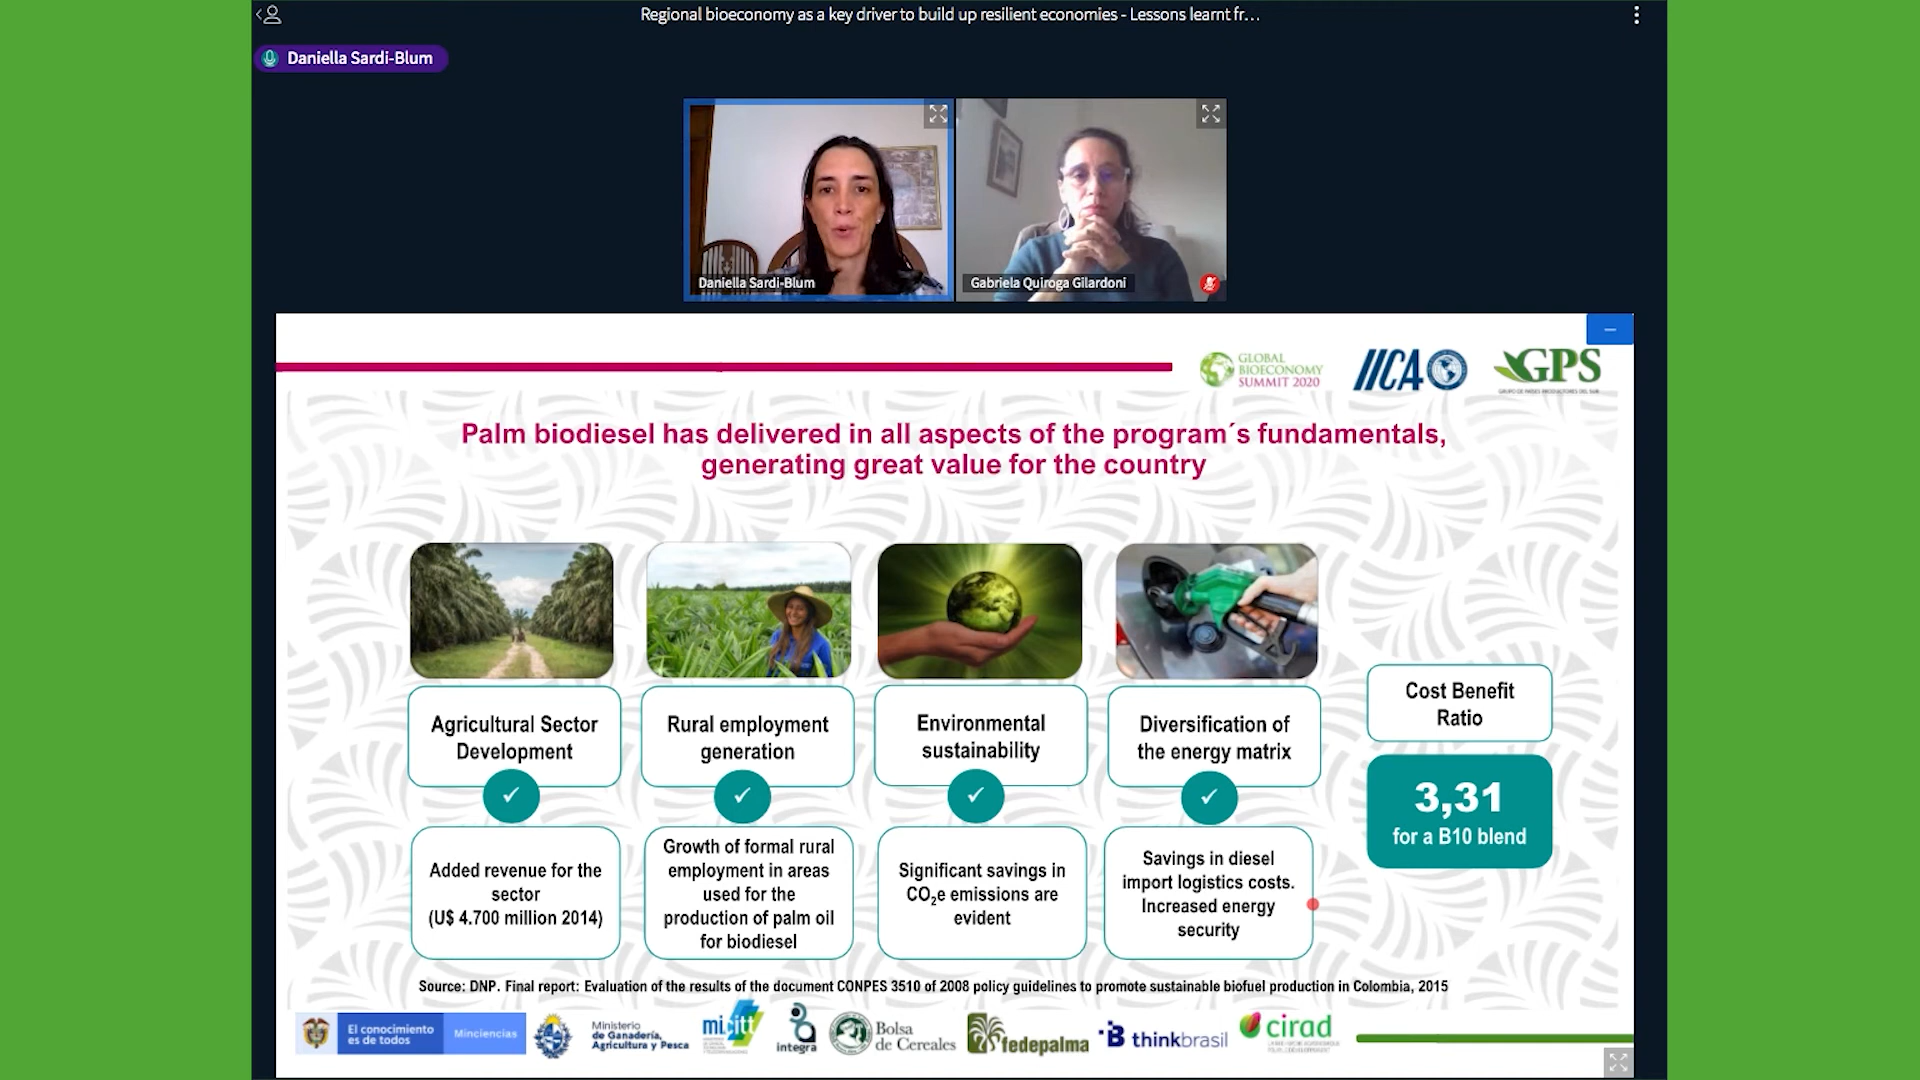 Regional bioeconomy as a key driver to build up resilient economies - Lessons learnt fr…
Daniella Sardi-Blum
Daniella Sardi-Blum
Gabriela Quiroga Gilardoni
GLOBAL
BIOECONOMY
SUMMIT 2020
IICA
GPS
GRUPO DE PAÍSES PRODUCTORES DEL SUR
Palm biodiesel has delivered in all aspects of the program´s fundamentals,
generating great value for the country
Agricultural Sector
Development
Rural employment
generation
Environmental
sustainability
Diversification of
the energy matrix
Cost Benefit
Ratio
3,31
for a B10 blend
Added revenue for the
sector
(U$ 4.700 million 2014)
Growth of formal rural
employment in areas
used for the
production of palm oil
for biodiesel
Significant savings in
CO₂e emissions are
evident
Savings in diesel
import logistics costs.
Increased energy
security
Source: DNP. Final report: Evaluation of the results of the document CONPES 3510 of 2008 policy guidelines to promote sustainable biofuel production in Colombia, 2015
El conocimiento
es de todos
Minciencias
Ministerio
de Ganadería,
Agricultura y Pesca
micitt
integra
Bolsa
de Cereales
fedepalma
thinkbrasil
cirad